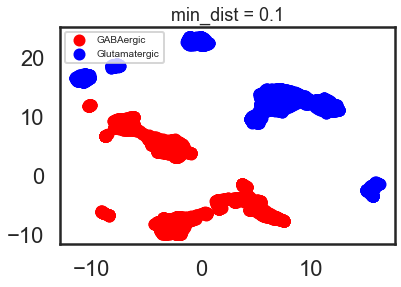 min_dist = 0.1
GABAergic
Glutamatergic
20
10
0
−10
−10 0 10